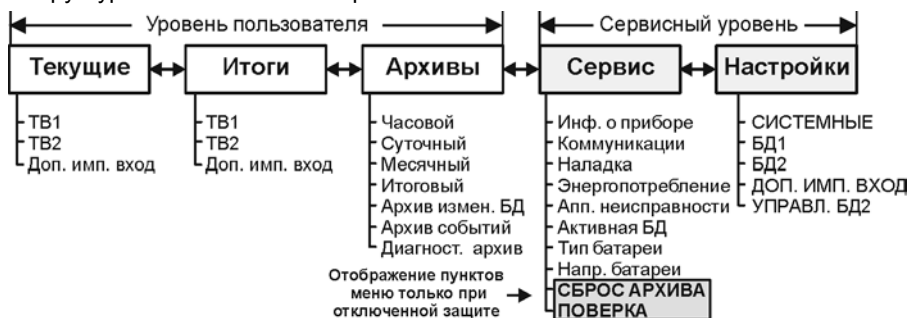 Уровень пользователя
Сервисный уровень
Текущие
Итоги
Архивы
Сервис
Настройки
ТВ1
ТВ2
Доп. имп. вход
ТВ1
ТВ2
Доп. имп. вход
Часовой
Суточный
Месячный
Итоговый
Архив измен. БД
Архив событий
Диагност. архив
Инф. о приборе
Коммуникации
Наладка
Энергопотребление
Апп. неисправности
Активная БД
Тип батареи
Напр. батареи
СБРОС АРХИВА
ПОВЕРКА
СИСТЕМНЫЕ
БД1
БД2
ДОП. ИМП. ВХОД
УПРАВЛ. БД2
Отображение пунктов
меню только при
отключенной защите